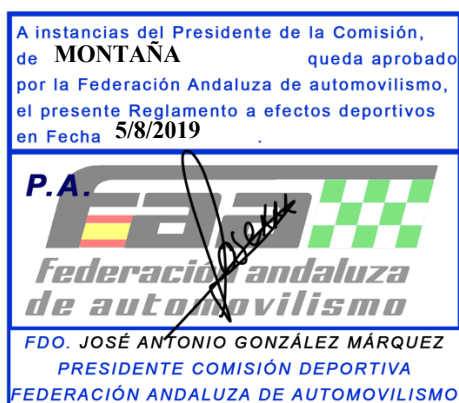 A instancias del Presidente de la Comisión,
de MONTAÑA queda aprobado
por la Federación Andaluza de automovilismo,
el presente Reglamento a efectos deportivos
en Fecha 5/8/2019 .
P.A.
faa
federación andaluza
de automovilismo
FDO. JOSÉ ANTONIO GONZÁLEZ MÁRQUEZ
PRESIDENTE COMISIÓN DEPORTIVA
FEDERACIÓN ANDALUZA DE AUTOMOVILISMO